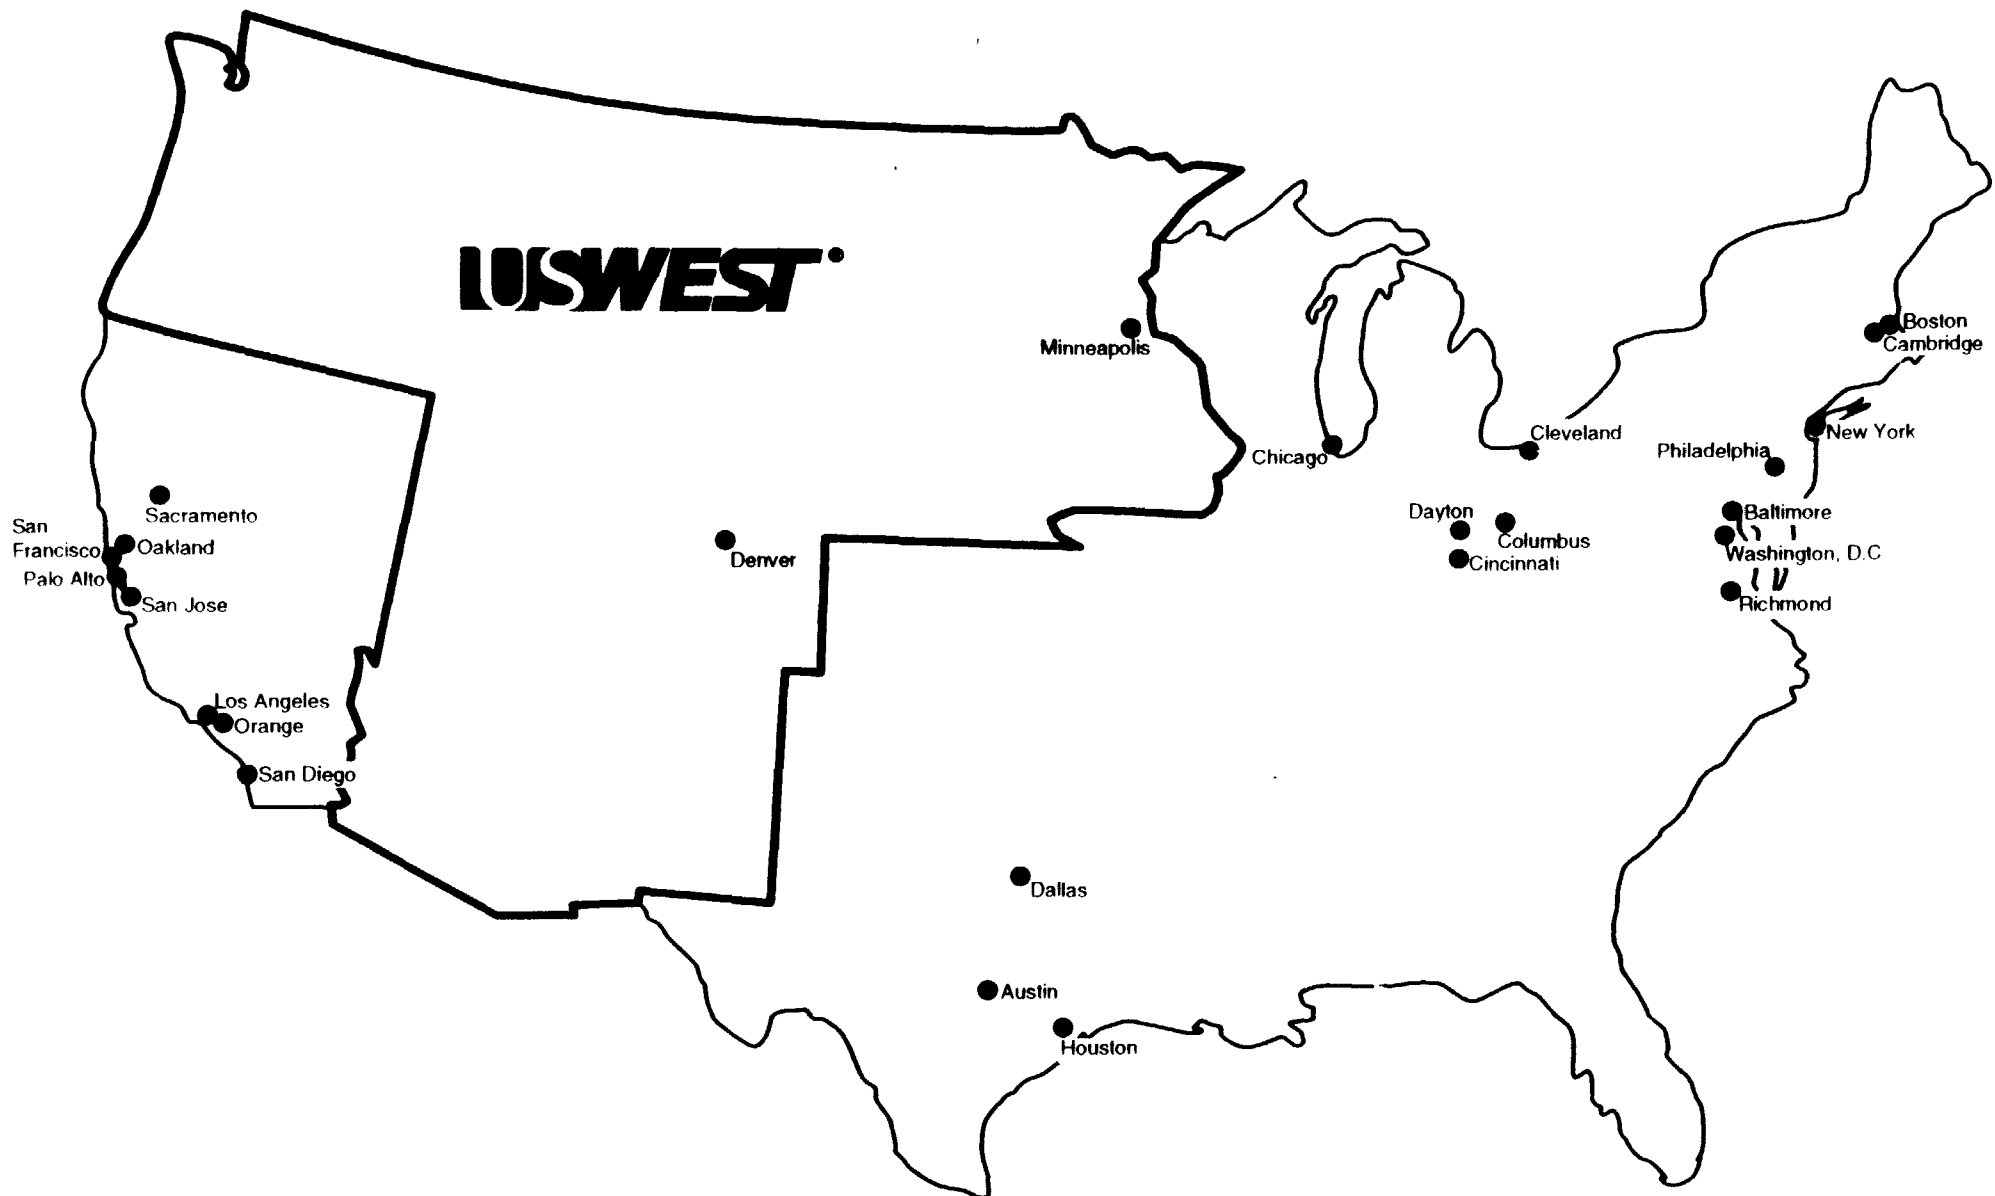 USWEST
Minneapolis
Boston
Cambridge
Cleveland
New York
Chicago
Philadelphia
Sacramento
Dayton
Baltimore
San
Francisco
Oakland
Columbus
Denver
Washington, D.C
Cincinnati
Palo Alto
San Jose
Richmond
Los Angeles
Orange
San Diego
Dallas
Austin
Houston